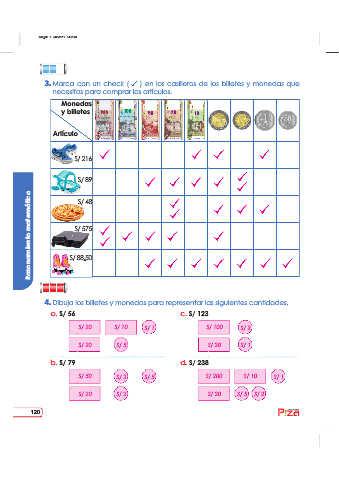 3. Marca con un check (✓) en las casilleros de los billetes y monedas que
necesitas para comprar los artículos.
Monedas
y billetes
Artículo
S/ 216
S/ 89
S/ 48
S/ 575
S/ 88,50
Razonamiento matemático
4. Dibuja los billetes y monedas para representar las siguientes cantidades.
a. S/ 56
S/ 20 S/ 10 S/ 1
S/ 20 S/ 5
c. S/ 123
S/ 100 S/ 2
S/ 20 S/ 1
b. S/ 79
S/ 50 S/ 2 S/ 5
S/ 20 S/ 2
d. S/ 238
S/ 200 S/ 10 S/ 1
S/ 20 S/ 5 S/ 2
120